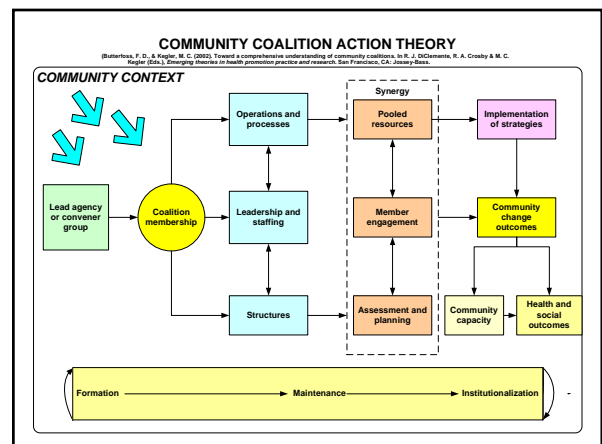 COMMUNITY COALITION ACTION THEORY
(Butterfoss, F. D., & Kegler, M. C. (2002). Toward a comprehensive understanding of community coalitions. In R. J. DiClemente, R. A. Crosby & M. C.
Kegler (Eds.), Emerging theories in health promotion practice and research. San Francisco, CA: Jossey-Bass.
COMMUNITY CONTEXT
Synergy
Operations and
processes
Pooled
resources
Implementation
of strategies
Lead agency
or convener
group
Coalition
membership
Leadership and
staffing
Member
engagement
Community
change
outcomes
Structures
Assessment and
planning
Community
capacity
Health and
social
outcomes
Formation
Maintenance
Institutionalization
-